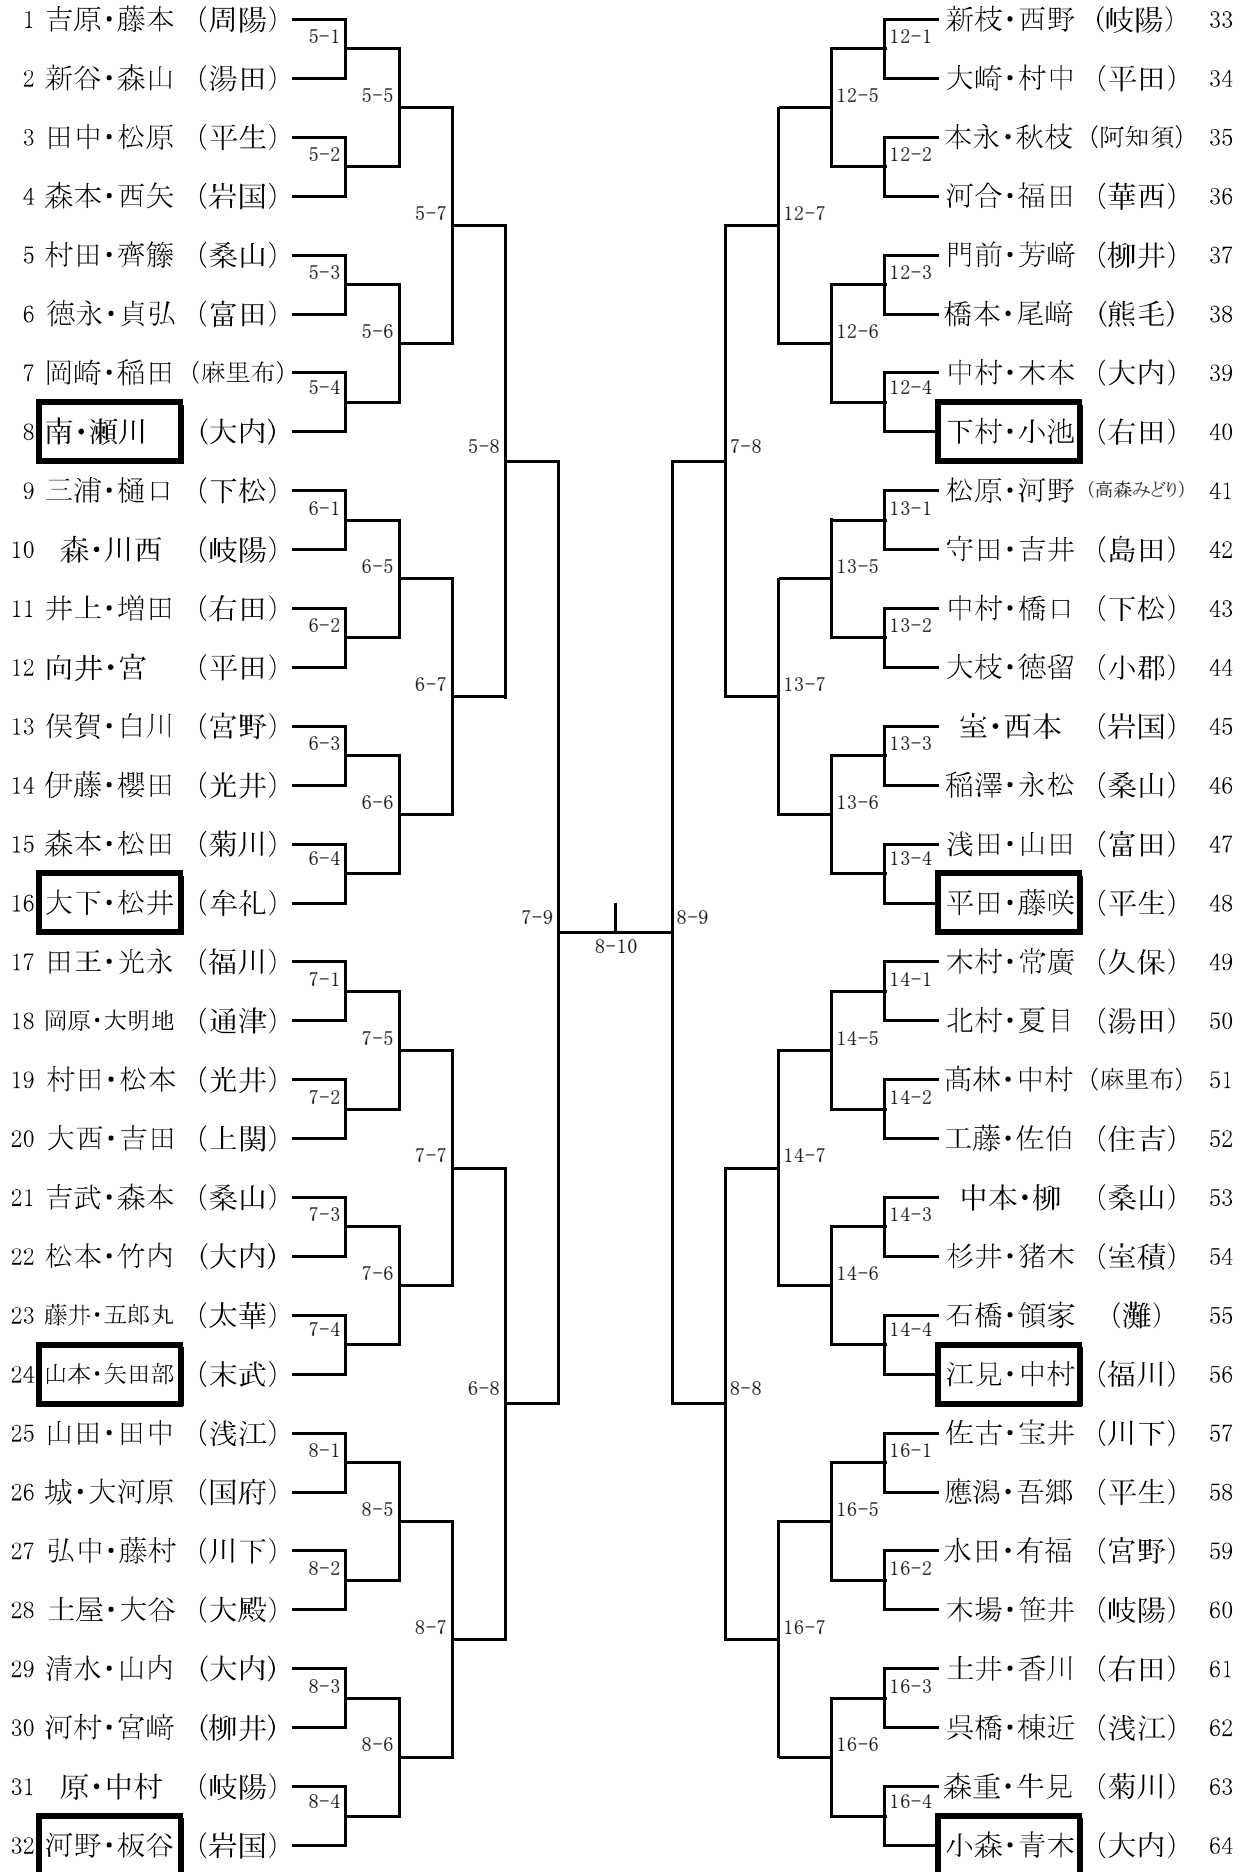 1 吉原・藤本 （周陽）
5-1
2 新谷・森山 （湯田）
5-5
3 田中・松原 （平生）
5-2
4 森本・西矢 （岩国）
5-7
5 村田・齊籐 （桑山）
5-3
6 徳永・貞弘 （富田）
5-6
7 岡崎・稲田 （麻里布）
5-4
8 南・瀬川 （大内）
5-8
9 三浦・樋口 （下松）
6-1
10 森・川西 （岐陽）
6-5
11 井上・増田 （右田）
6-2
12 向井・宮 （平田）
6-7
13 俣賀・白川 （宮野）
6-3
14 伊藤・櫻田 （光井）
6-6
15 森本・松田 （菊川）
6-4
16 大下・松井 （牟礼）
7-9
17 田王・光永 （福川）
7-1
18 岡原・大明地 （通津）
7-5
19 村田・松本 （光井）
7-2
20 大西・吉田 （上関）
7-7
21 吉武・森本 （桑山）
7-3
22 松本・竹内 （大内）
7-6
23 藤井・五郎丸 （太華）
7-4
24 山本・矢田部 （末武）
6-8
25 山田・田中 （浅江）
8-1
26 城・大河原 （国府）
8-5
27 弘中・藤村 （川下）
8-2
28 土屋・大谷 （大殿）
8-7
29 清水・山内 （大内）
8-3
30 河村・宮﨑 （柳井）
8-6
31 原・中村 （岐陽）
8-4
32 河野・板谷 （岩国）
8-10
新枝・西野 （岐陽） 33
12-1
大崎・村中 （平田） 34
12-5
本永・秋枝 （阿知須） 35
12-2
河合・福田 （華西） 36
12-7
門前・芳﨑 （柳井） 37
12-3
橋本・尾﨑 （熊毛） 38
12-6
中村・木本 （大内） 39
12-4
下村・小池 （右田） 40
7-8
松原・河野 （高森みどり） 41
13-1
守田・吉井 （島田） 42
13-5
中村・橋口 （下松） 43
13-2
大枝・徳留 （小郡） 44
13-7
室・西本 （岩国） 45
13-3
稲澤・永松 （桑山） 46
13-6
浅田・山田 （富田） 47
13-4
平田・藤咲 （平生） 48
8-9
木村・常廣 （久保） 49
14-1
北村・夏目 （湯田） 50
14-5
髙林・中村 （麻里布） 51
14-2
工藤・佐伯 （住吉） 52
14-7
中本・柳 （桑山） 53
14-3
杉井・猪木 （室積） 54
14-6
石橋・領家 （灘） 55
14-4
江見・中村 （福川） 56
8-8
佐古・宝井 （川下） 57
16-1
應潟・吾郷 （平生） 58
16-5
水田・有福 （宮野） 59
16-2
木場・笹井 （岐陽） 60
16-7
土井・香川 （右田） 61
16-3
呉橋・棟近 （浅江） 62
16-6
森重・牛見 （菊川） 63
16-4
小森・青木 （大内） 64